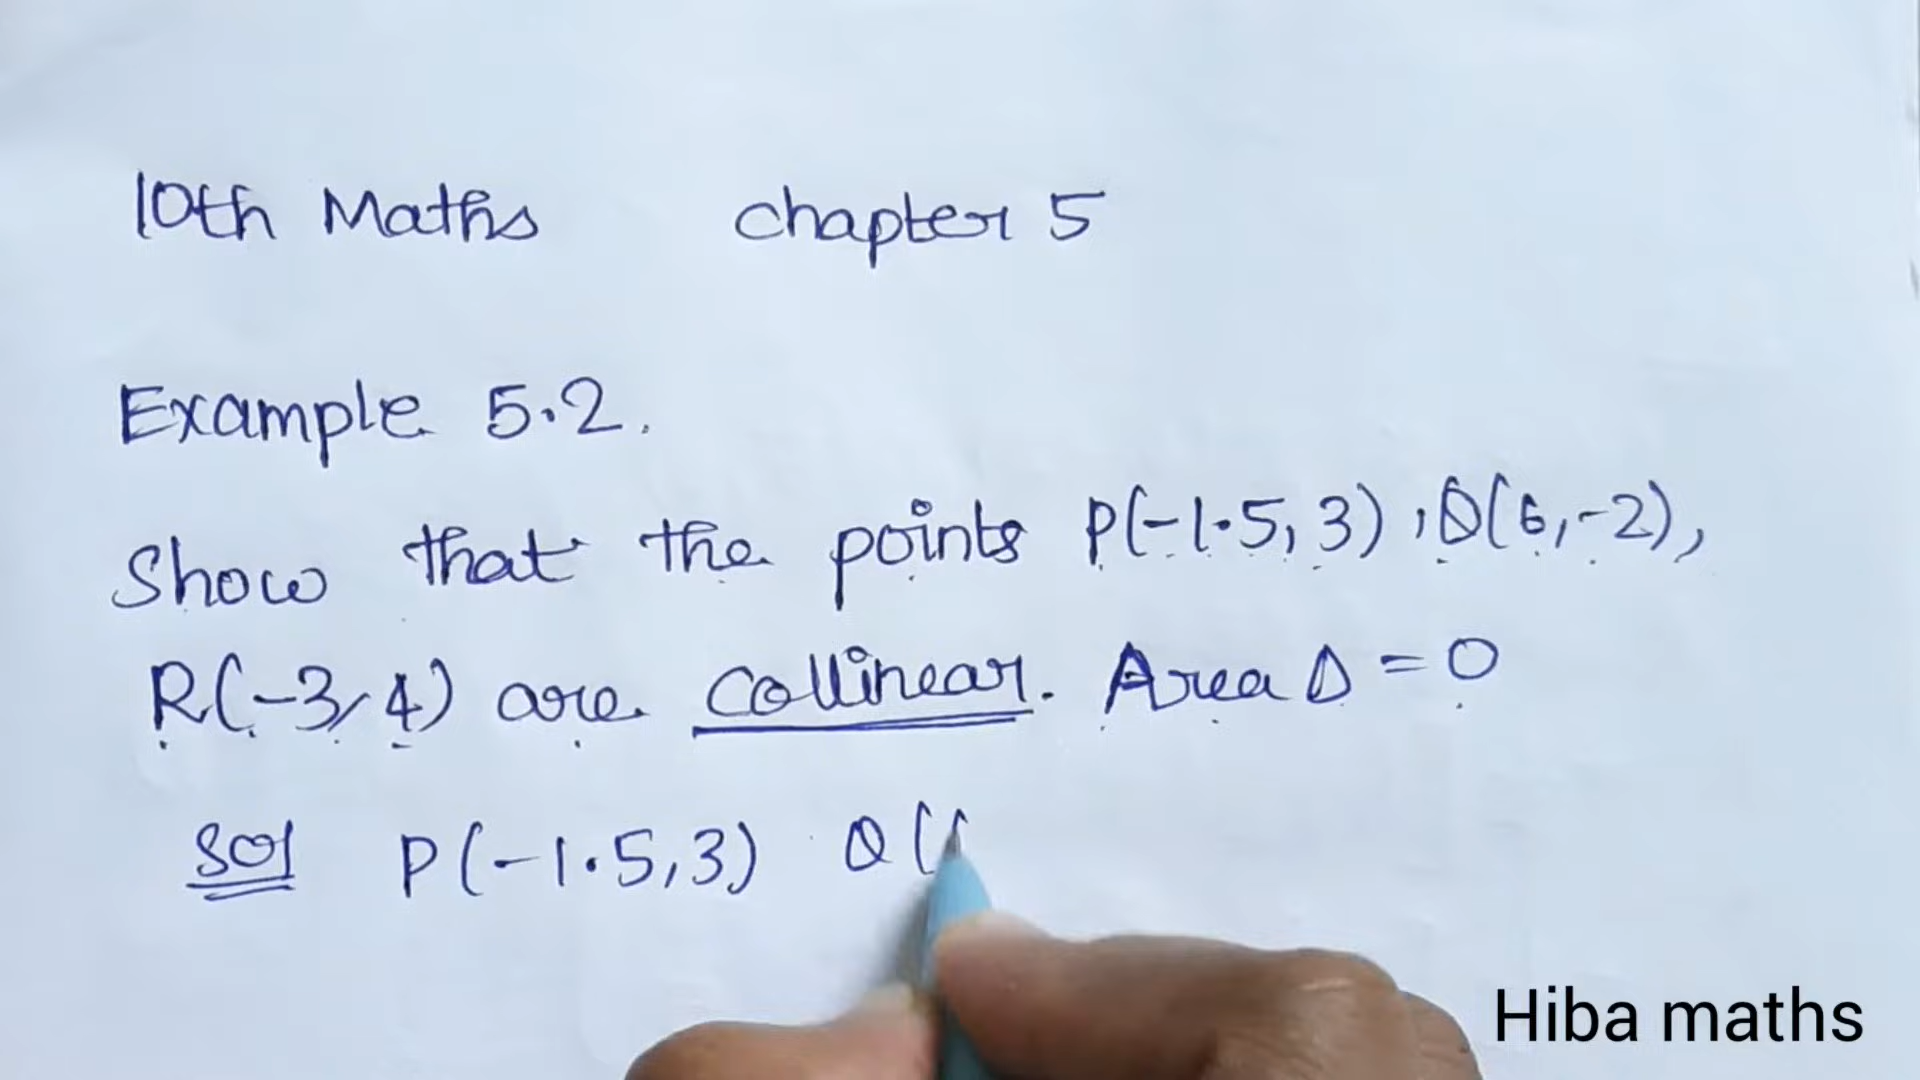 10th Maths chapter 5
Example 5.2.
Show that the points P(-1.5, 3), Q(6, -2),
R(-3, 4) are collinear. Area Δ = 0
Sol P(-1.5, 3) Q(
Hiba maths